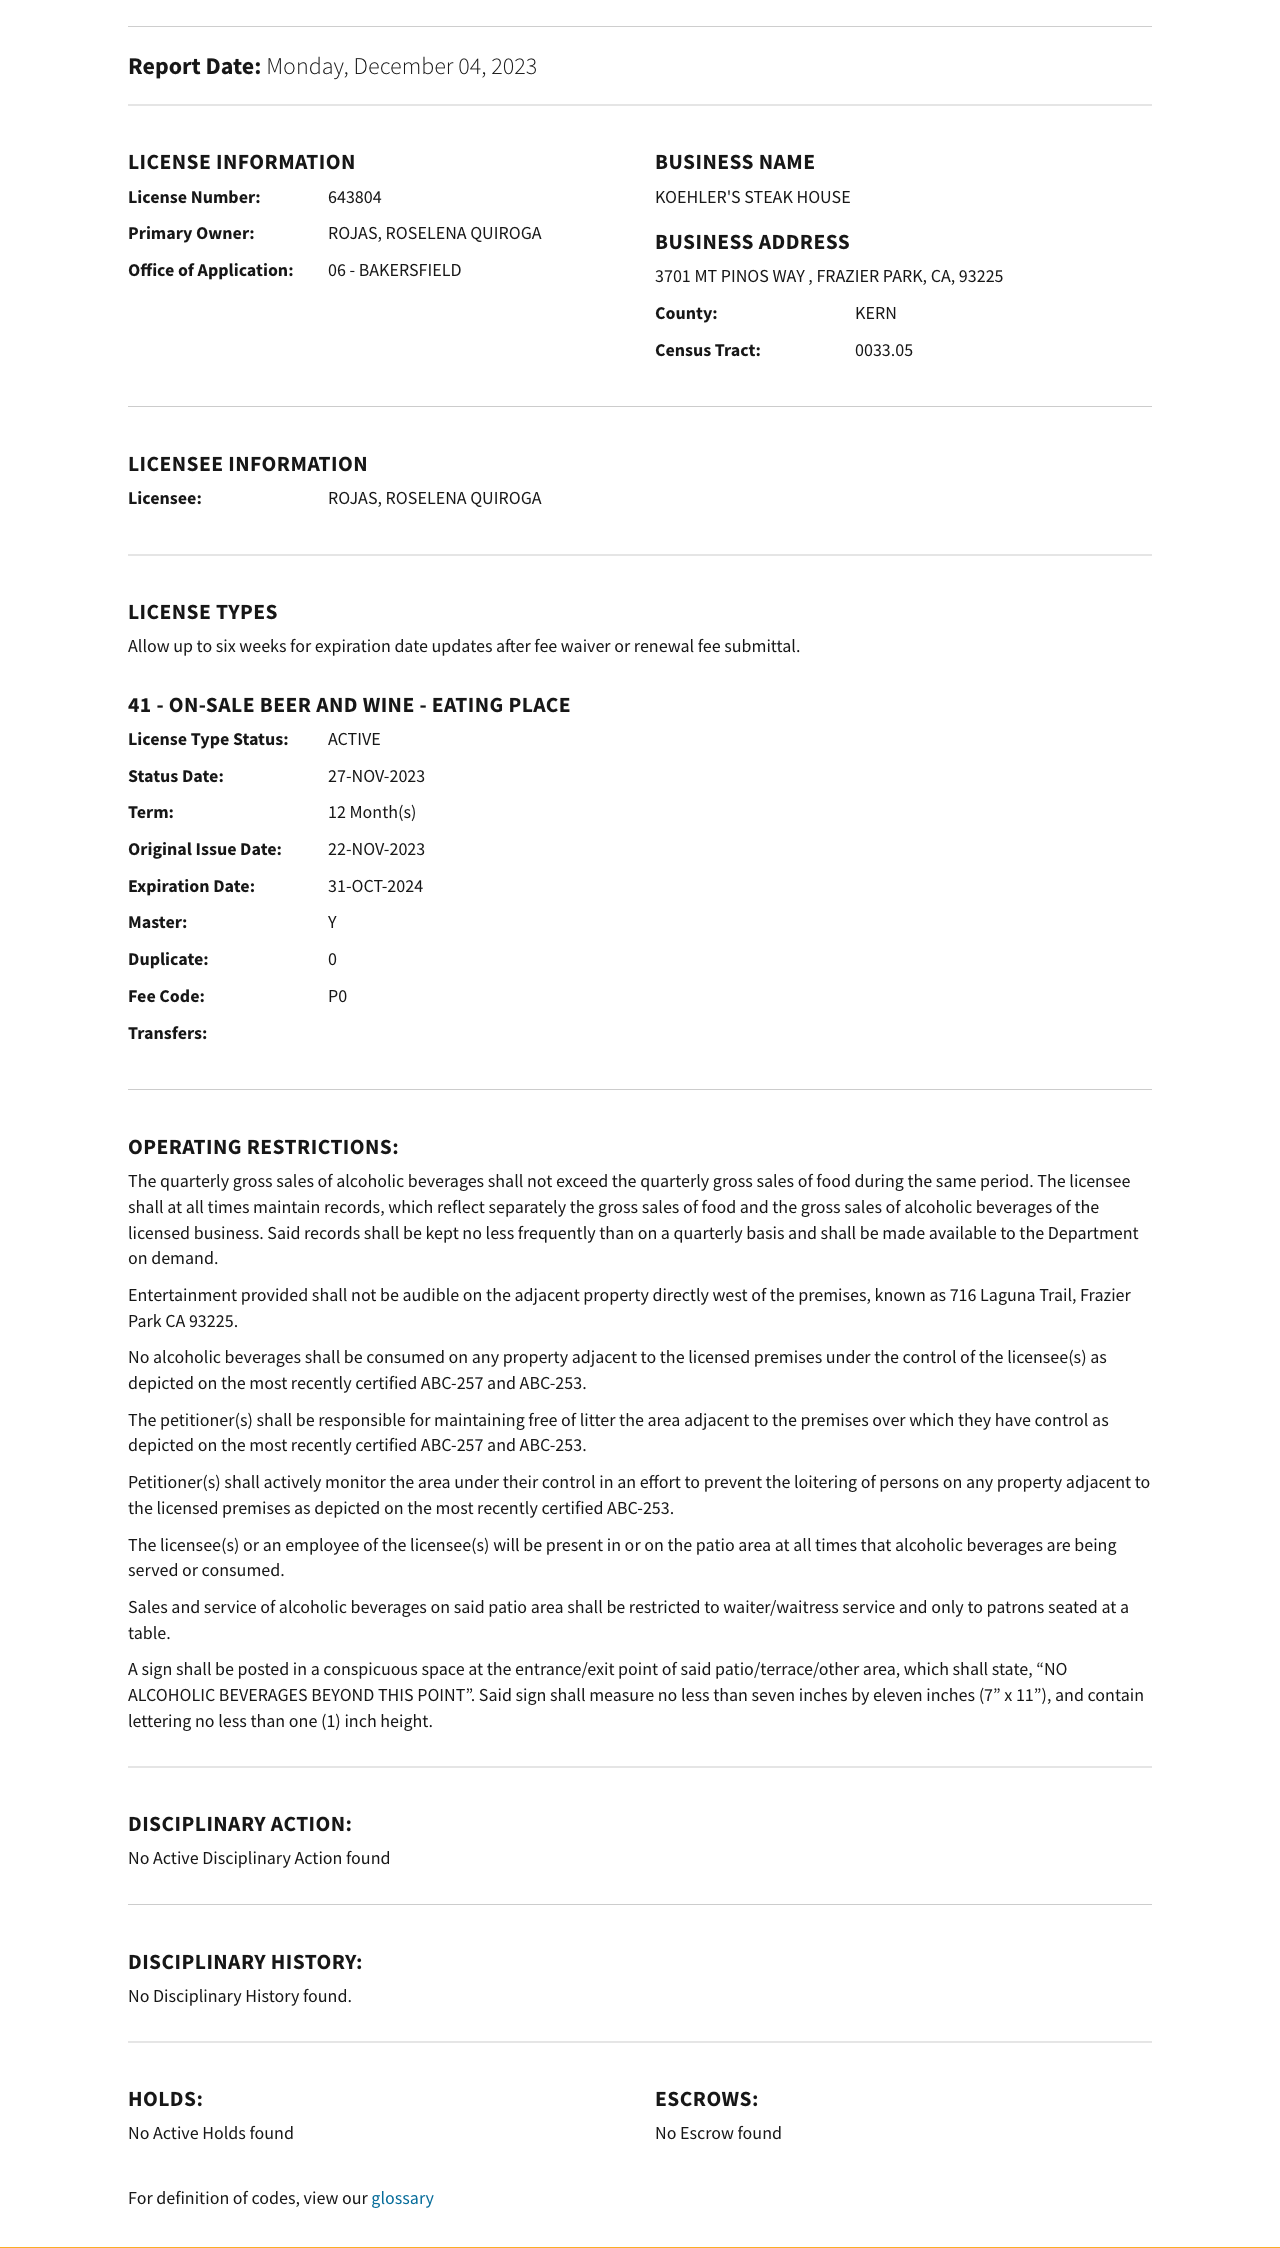 Report Date: Monday, December 04, 2023
LICENSE INFORMATION
License Number: 643804
Primary Owner: ROJAS, ROSELENA QUIROGA
Office of Application: 06 - BAKERSFIELD
BUSINESS NAME
KOEHLER'S STEAK HOUSE
BUSINESS ADDRESS
3701 MT PINOS WAY , FRAZIER PARK, CA, 93225
County: KERN
Census Tract: 0033.05
LICENSEE INFORMATION
Licensee: ROJAS, ROSELENA QUIROGA
LICENSE TYPES
Allow up to six weeks for expiration date updates after fee waiver or renewal fee submittal.
41 - ON-SALE BEER AND WINE - EATING PLACE
License Type Status: ACTIVE
Status Date: 27-NOV-2023
Term: 12 Month(s)
Original Issue Date: 22-NOV-2023
Expiration Date: 31-OCT-2024
Master: Y
Duplicate: 0
Fee Code: P0
Transfers:
OPERATING RESTRICTIONS:
The quarterly gross sales of alcoholic beverages shall not exceed the quarterly gross sales of food during the same period. The licensee
shall at all times maintain records, which reflect separately the gross sales of food and the gross sales of alcoholic beverages of the
licensed business. Said records shall be kept no less frequently than on a quarterly basis and shall be made available to the Department
on demand.
Entertainment provided shall not be audible on the adjacent property directly west of the premises, known as 716 Laguna Trail, Frazier
Park CA 93225.
No alcoholic beverages shall be consumed on any property adjacent to the licensed premises under the control of the licensee(s) as
depicted on the most recently certified ABC-257 and ABC-253.
The petitioner(s) shall be responsible for maintaining free of litter the area adjacent to the premises over which they have control as
depicted on the most recently certified ABC-257 and ABC-253.
Petitioner(s) shall actively monitor the area under their control in an effort to prevent the loitering of persons on any property adjacent to
the licensed premises as depicted on the most recently certified ABC-253.
The licensee(s) or an employee of the licensee(s) will be present in or on the patio area at all times that alcoholic beverages are being
served or consumed.
Sales and service of alcoholic beverages on said patio area shall be restricted to waiter/waitress service and only to patrons seated at a
table.
A sign shall be posted in a conspicuous space at the entrance/exit point of said patio/terrace/other area, which shall state, “NO
ALCOHOLIC BEVERAGES BEYOND THIS POINT”. Said sign shall measure no less than seven inches by eleven inches (7” x 11”), and contain
lettering no less than one (1) inch height.
DISCIPLINARY ACTION:
No Active Disciplinary Action found
DISCIPLINARY HISTORY:
No Disciplinary History found.
HOLDS:
No Active Holds found
ESCROWS:
No Escrow found
For definition of codes, view our glossary